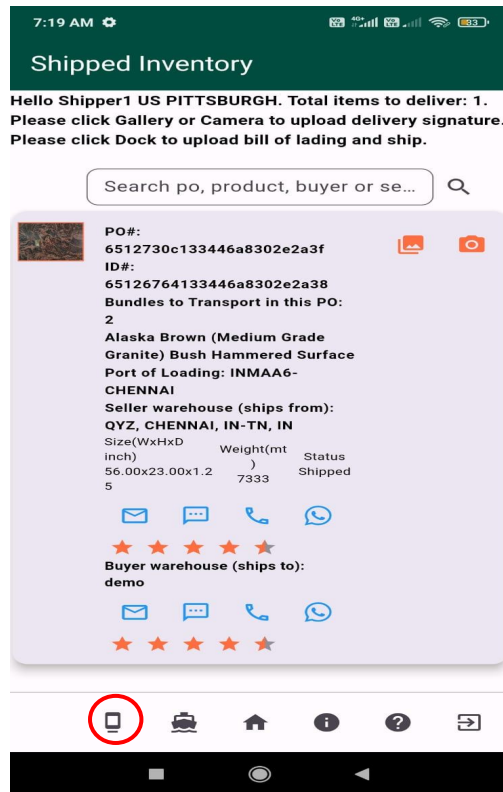 7:19 AM
83
Shipped Inventory
Hello Shipper1 US PITTSBURGH. Total items to deliver: 1.
Please click Gallery or Camera to upload delivery signature.
Please click Dock to upload bill of lading and ship.
Search po, product, buyer or se...
PO#:
6512730c133446a8302e2a3f
ID#:
65126764133446a8302e2a38
Bundles to Transport in this PO:
2
Alaska Brown (Medium Grade
Granite) Bush Hammered Surface
Port of Loading: INMAA6-
CHENNAI
Seller warehouse (ships from):
QYZ, CHENNAI, IN-TN, IN
Size(WxHxD
inch)
56.00x23.00x1.2
5
Weight(mt
)
7333
Status
Shipped
Buyer warehouse (ships to):
demo